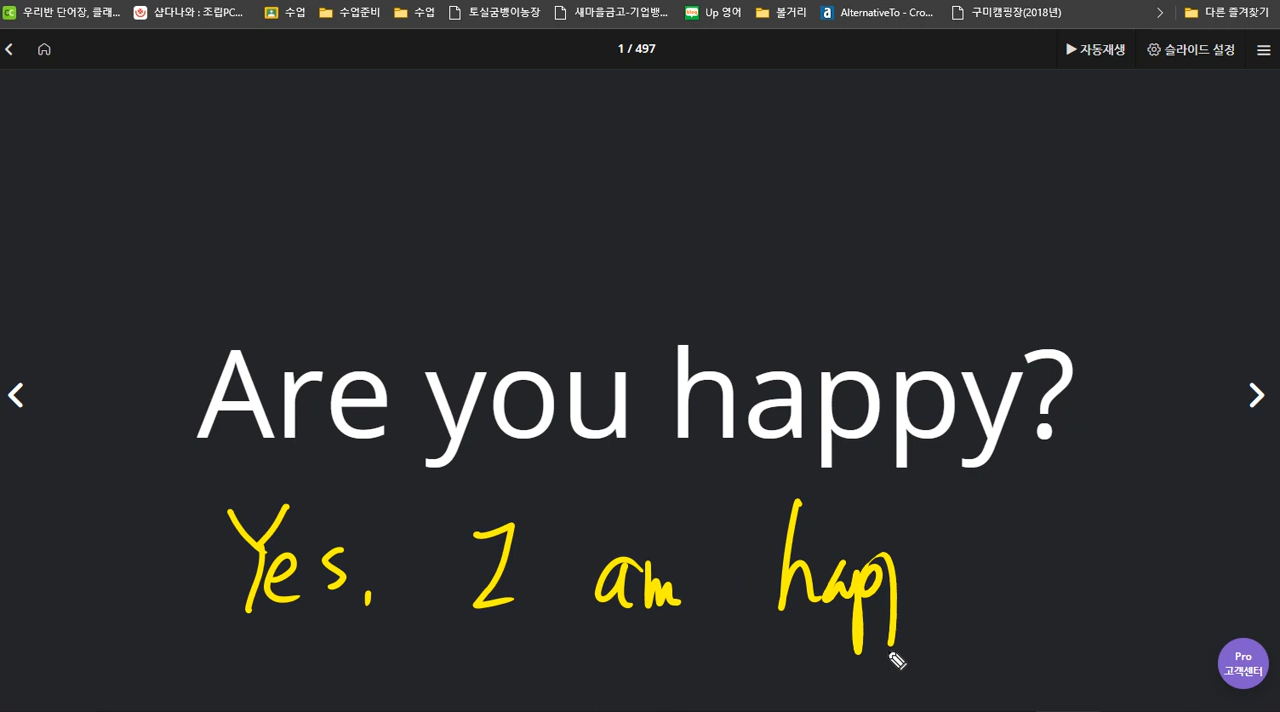 우리반 단어장, 클래... 샵다나와 : 조립PC... 수업 수업준비 수업 토실굼벵이농장 새마을금고-기업뱅... Up 영어 볼거리 AlternativeTo - Cro... 구미캠핑장(2018년) 다른 즐겨찾기
1 / 497 자동재생 슬라이드 설정
Are you happy?
Yes, I am hap
Pro
고객센터